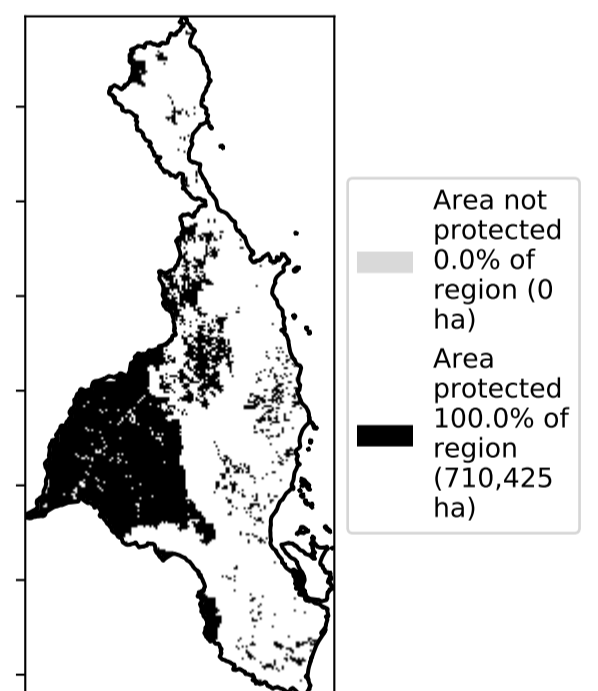 Area not
protected
0.0% of
region (0
ha)
Area
protected
100.0% of
region
(710,425
ha)